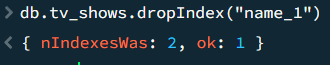 > db.tv_shows.dropIndex("name_1")
< { nIndexesWas: 2, ok: 1 }